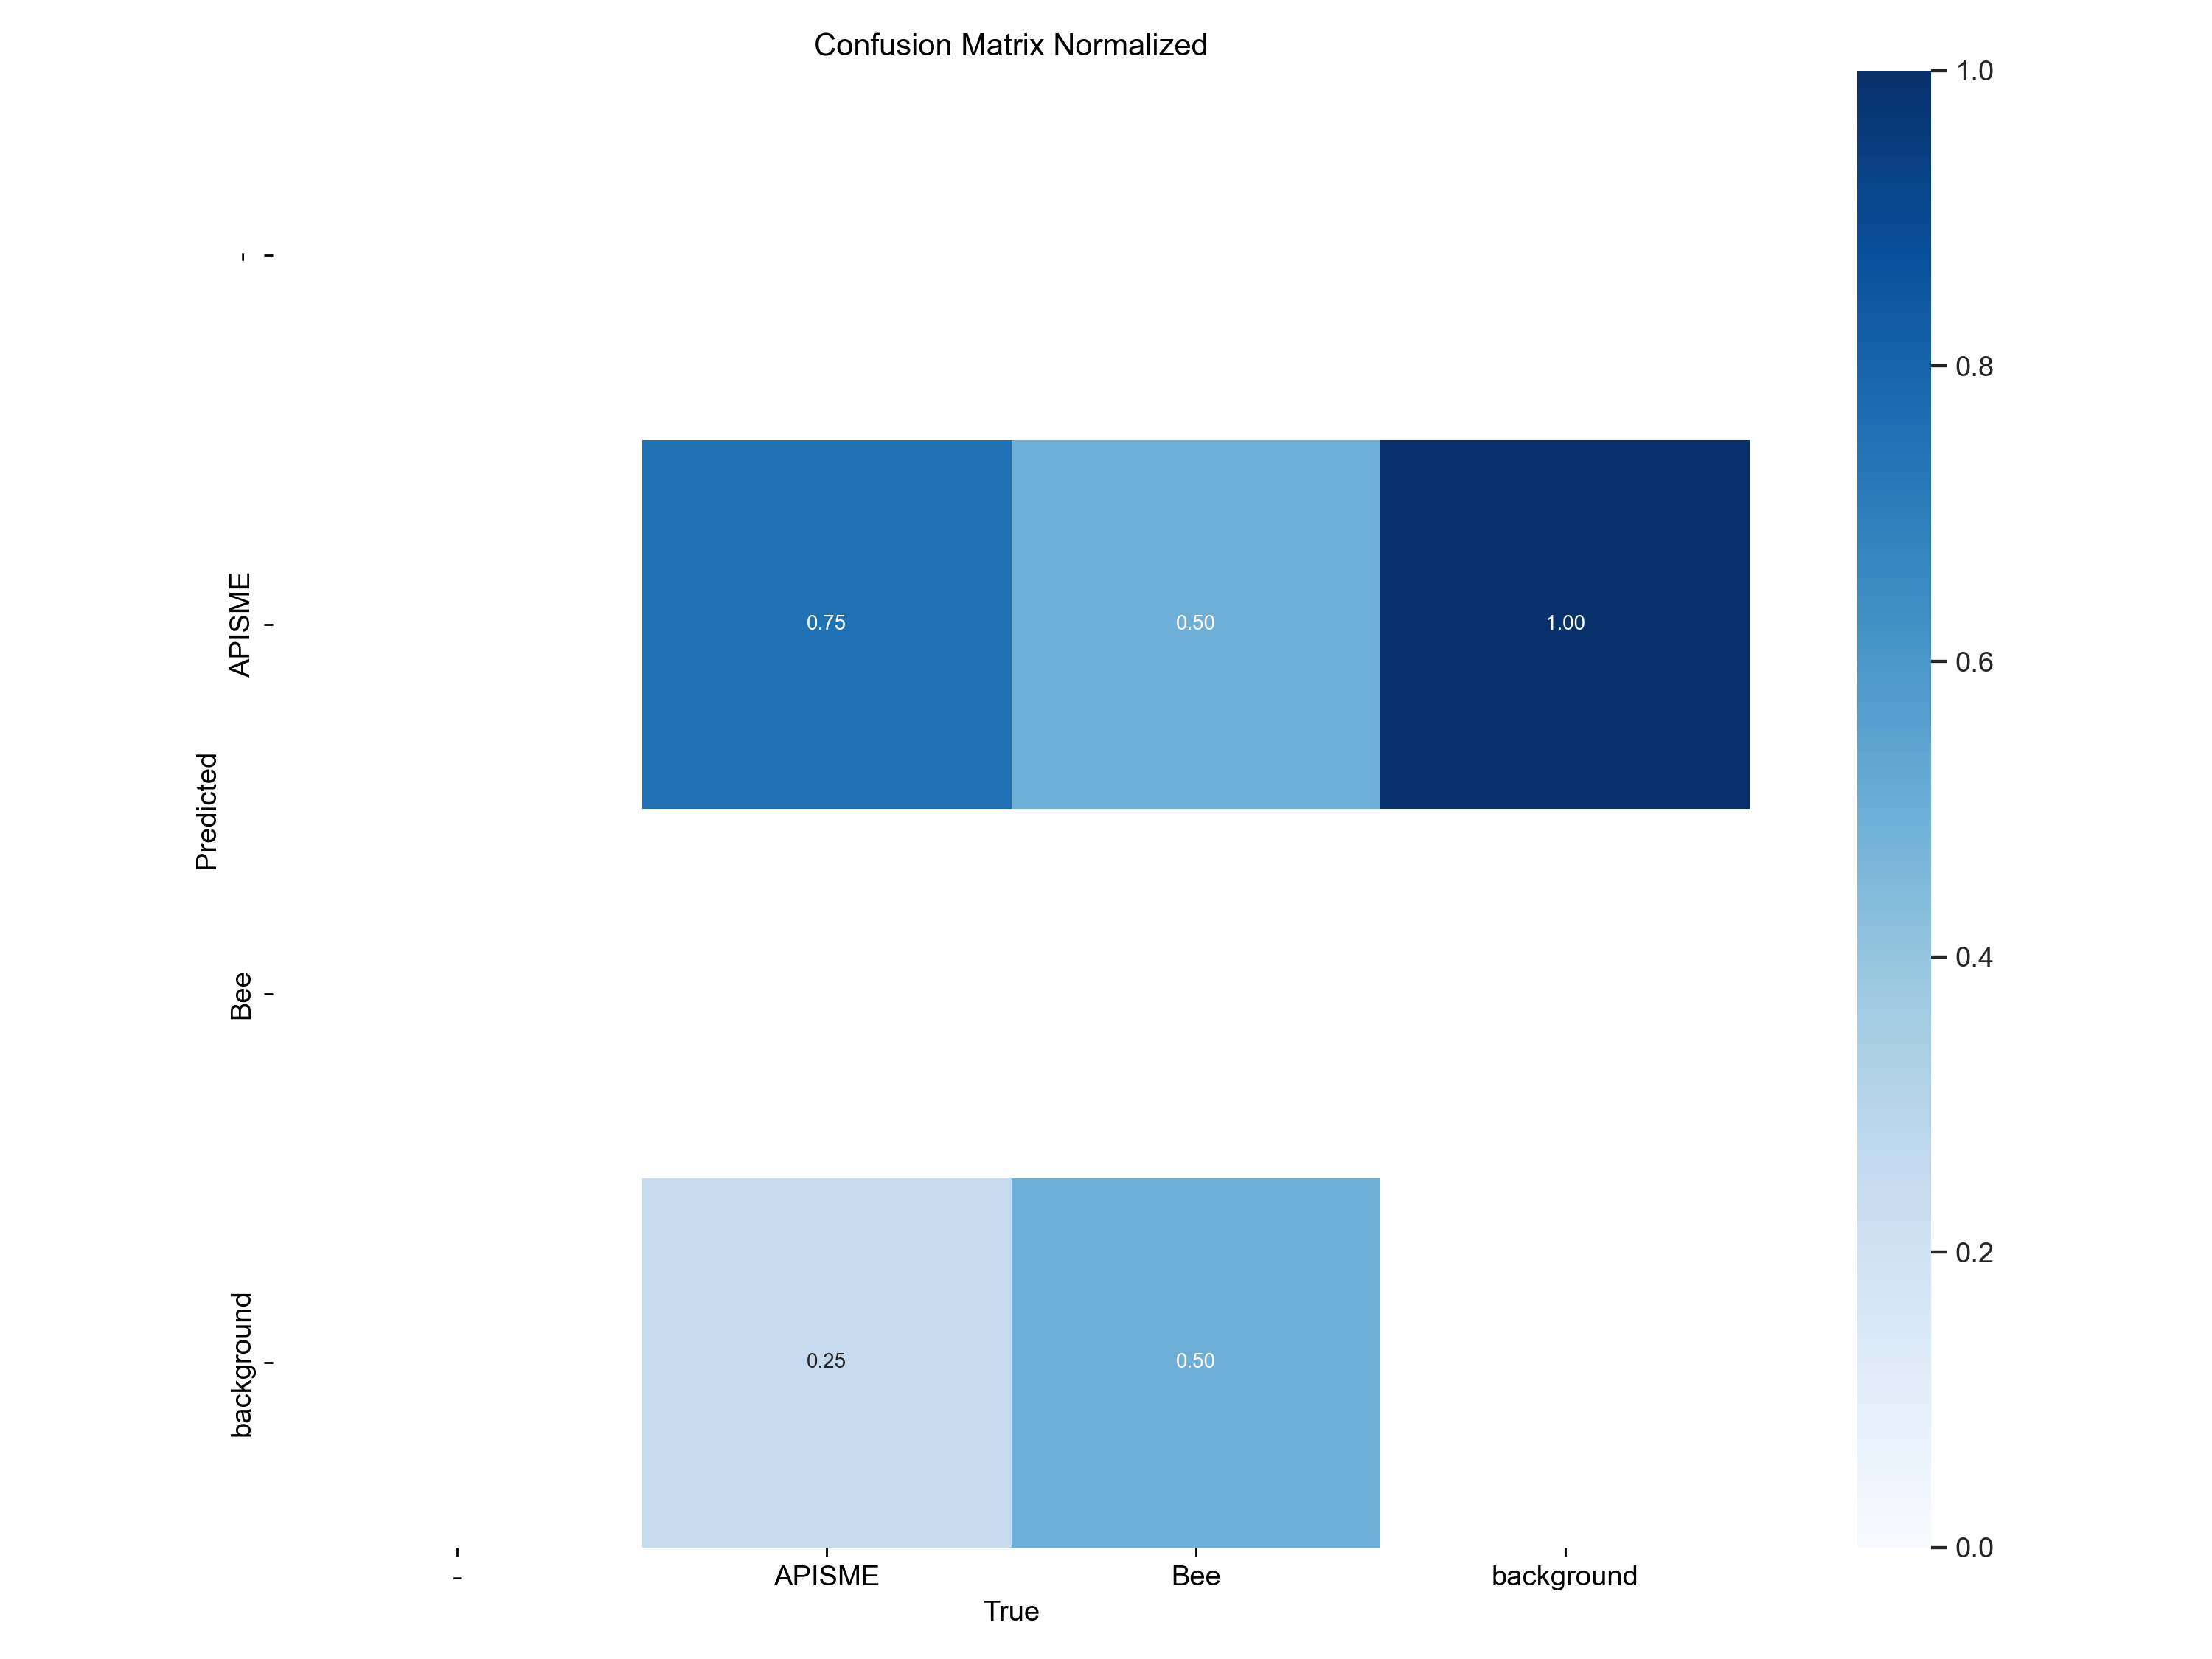 Confusion Matrix Normalized
1.0
-
0.8
APISME
0.75
0.50
1.00
0.6
Predicted
0.4
Bee
0.2
background
0.25
0.50
0.0
-
APISME
Bee
background
True